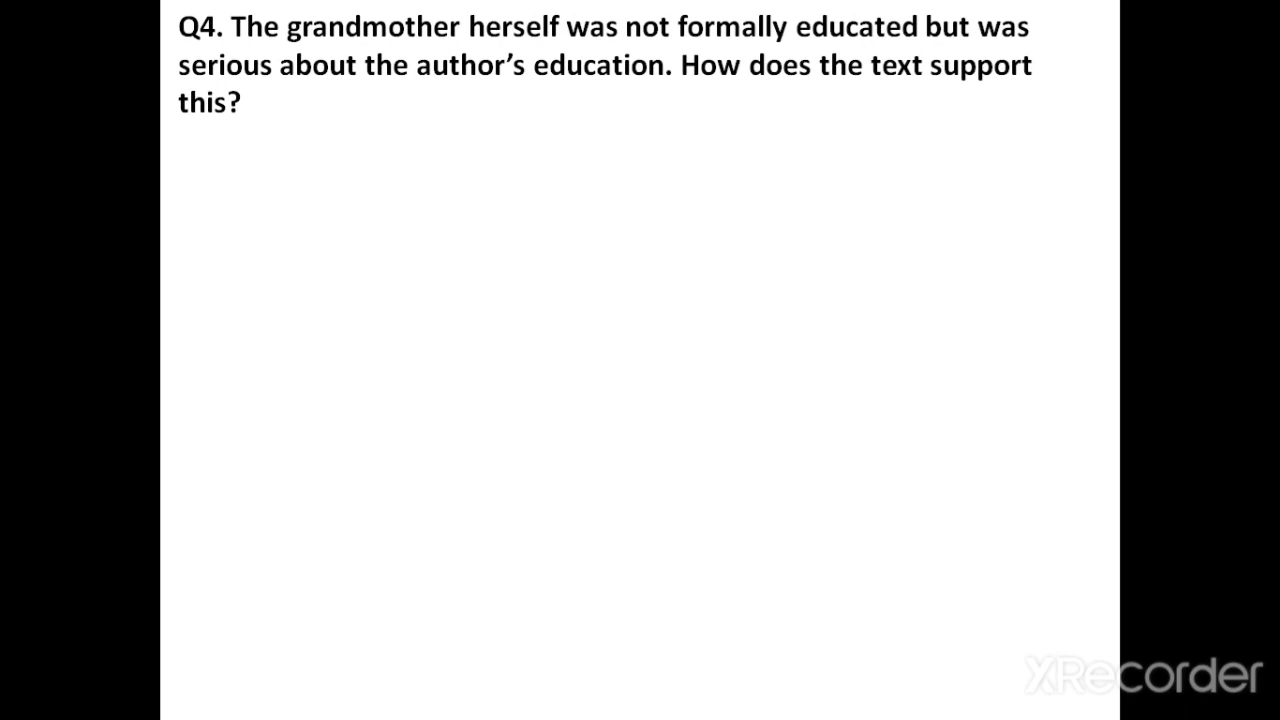 Q4. The grandmother herself was not formally educated but was
serious about the author’s education. How does the text support
this?
XRecorder